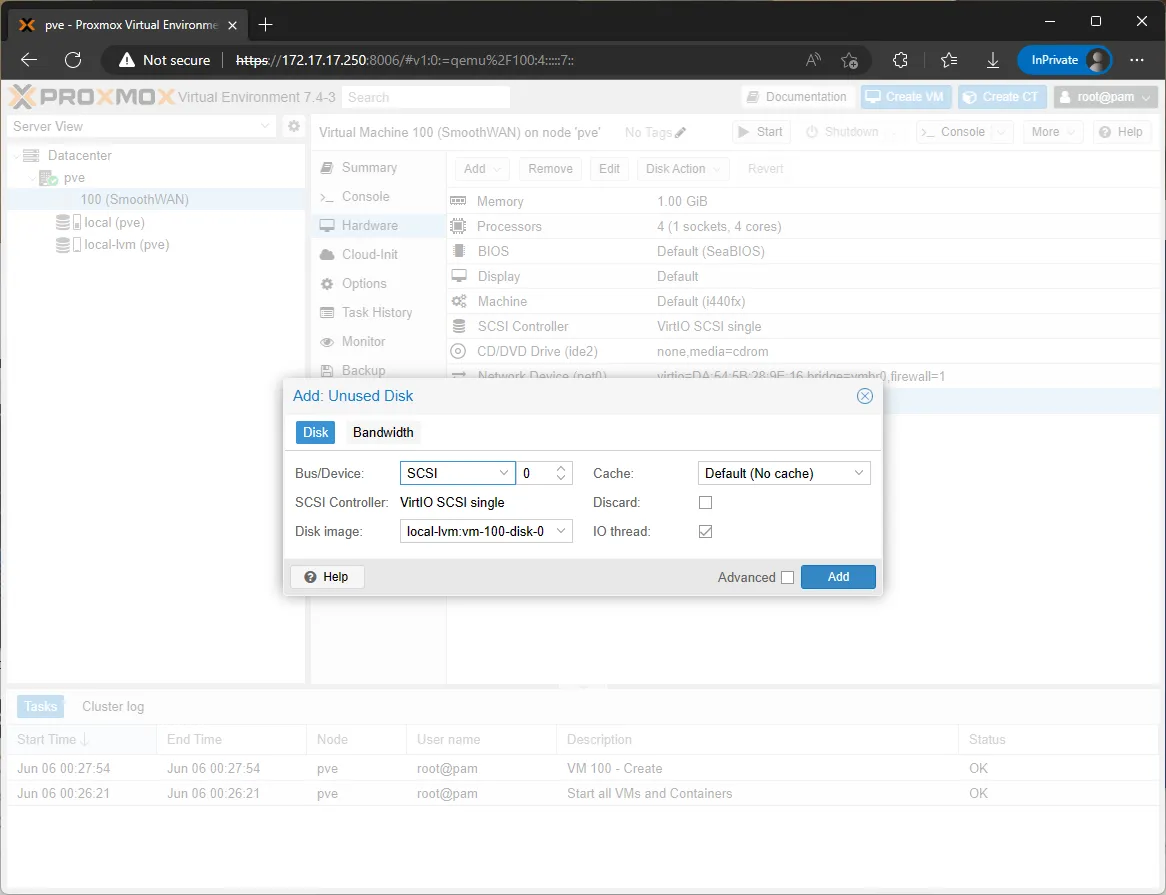 pve - Proxmox Virtual Environme
Not secure https://172.17.17.250:8006/#v1:0:=qemu%2F100:4:::::7:: InPrivate
PROXMOX Virtual Environment 7.4-3 Search Documentation Create VM Create CT root@pam
Server View
Virtual Machine 100 (SmoothWAN) on node 'pve' No Tags Start Shutdown Console More Help
Datacenter
pve
100 (SmoothWAN)
local (pve)
local-lvm (pve)
Summary
Console
Hardware
Cloud-Init
Options
Task History
Monitor
Backup
Add Remove Edit Disk Action Revert
Memory 1.00 GiB
Processors 4 (1 sockets, 4 cores)
BIOS Default (SeaBIOS)
Display Default
Machine Default (i440fx)
SCSI Controller VirtIO SCSI single
CD/DVD Drive (ide2) none,media=cdrom
Network Device (net0) virtio=DA:54:5B:28:9E:16,bridge=vmbr0,firewall=1
Add: Unused Disk
Disk Bandwidth
Bus/Device: SCSI 0 Cache: Default (No cache)
SCSI Controller: VirtIO SCSI single Discard:
Disk image: local-lvm:vm-100-disk-0 IO thread:
Help Advanced Add
Tasks Cluster log
Start Time End Time Node User name Description Status
Jun 06 00:27:54 Jun 06 00:27:54 pve root@pam VM 100 - Create OK
Jun 06 00:26:21 Jun 06 00:26:21 pve root@pam Start all VMs and Containers OK